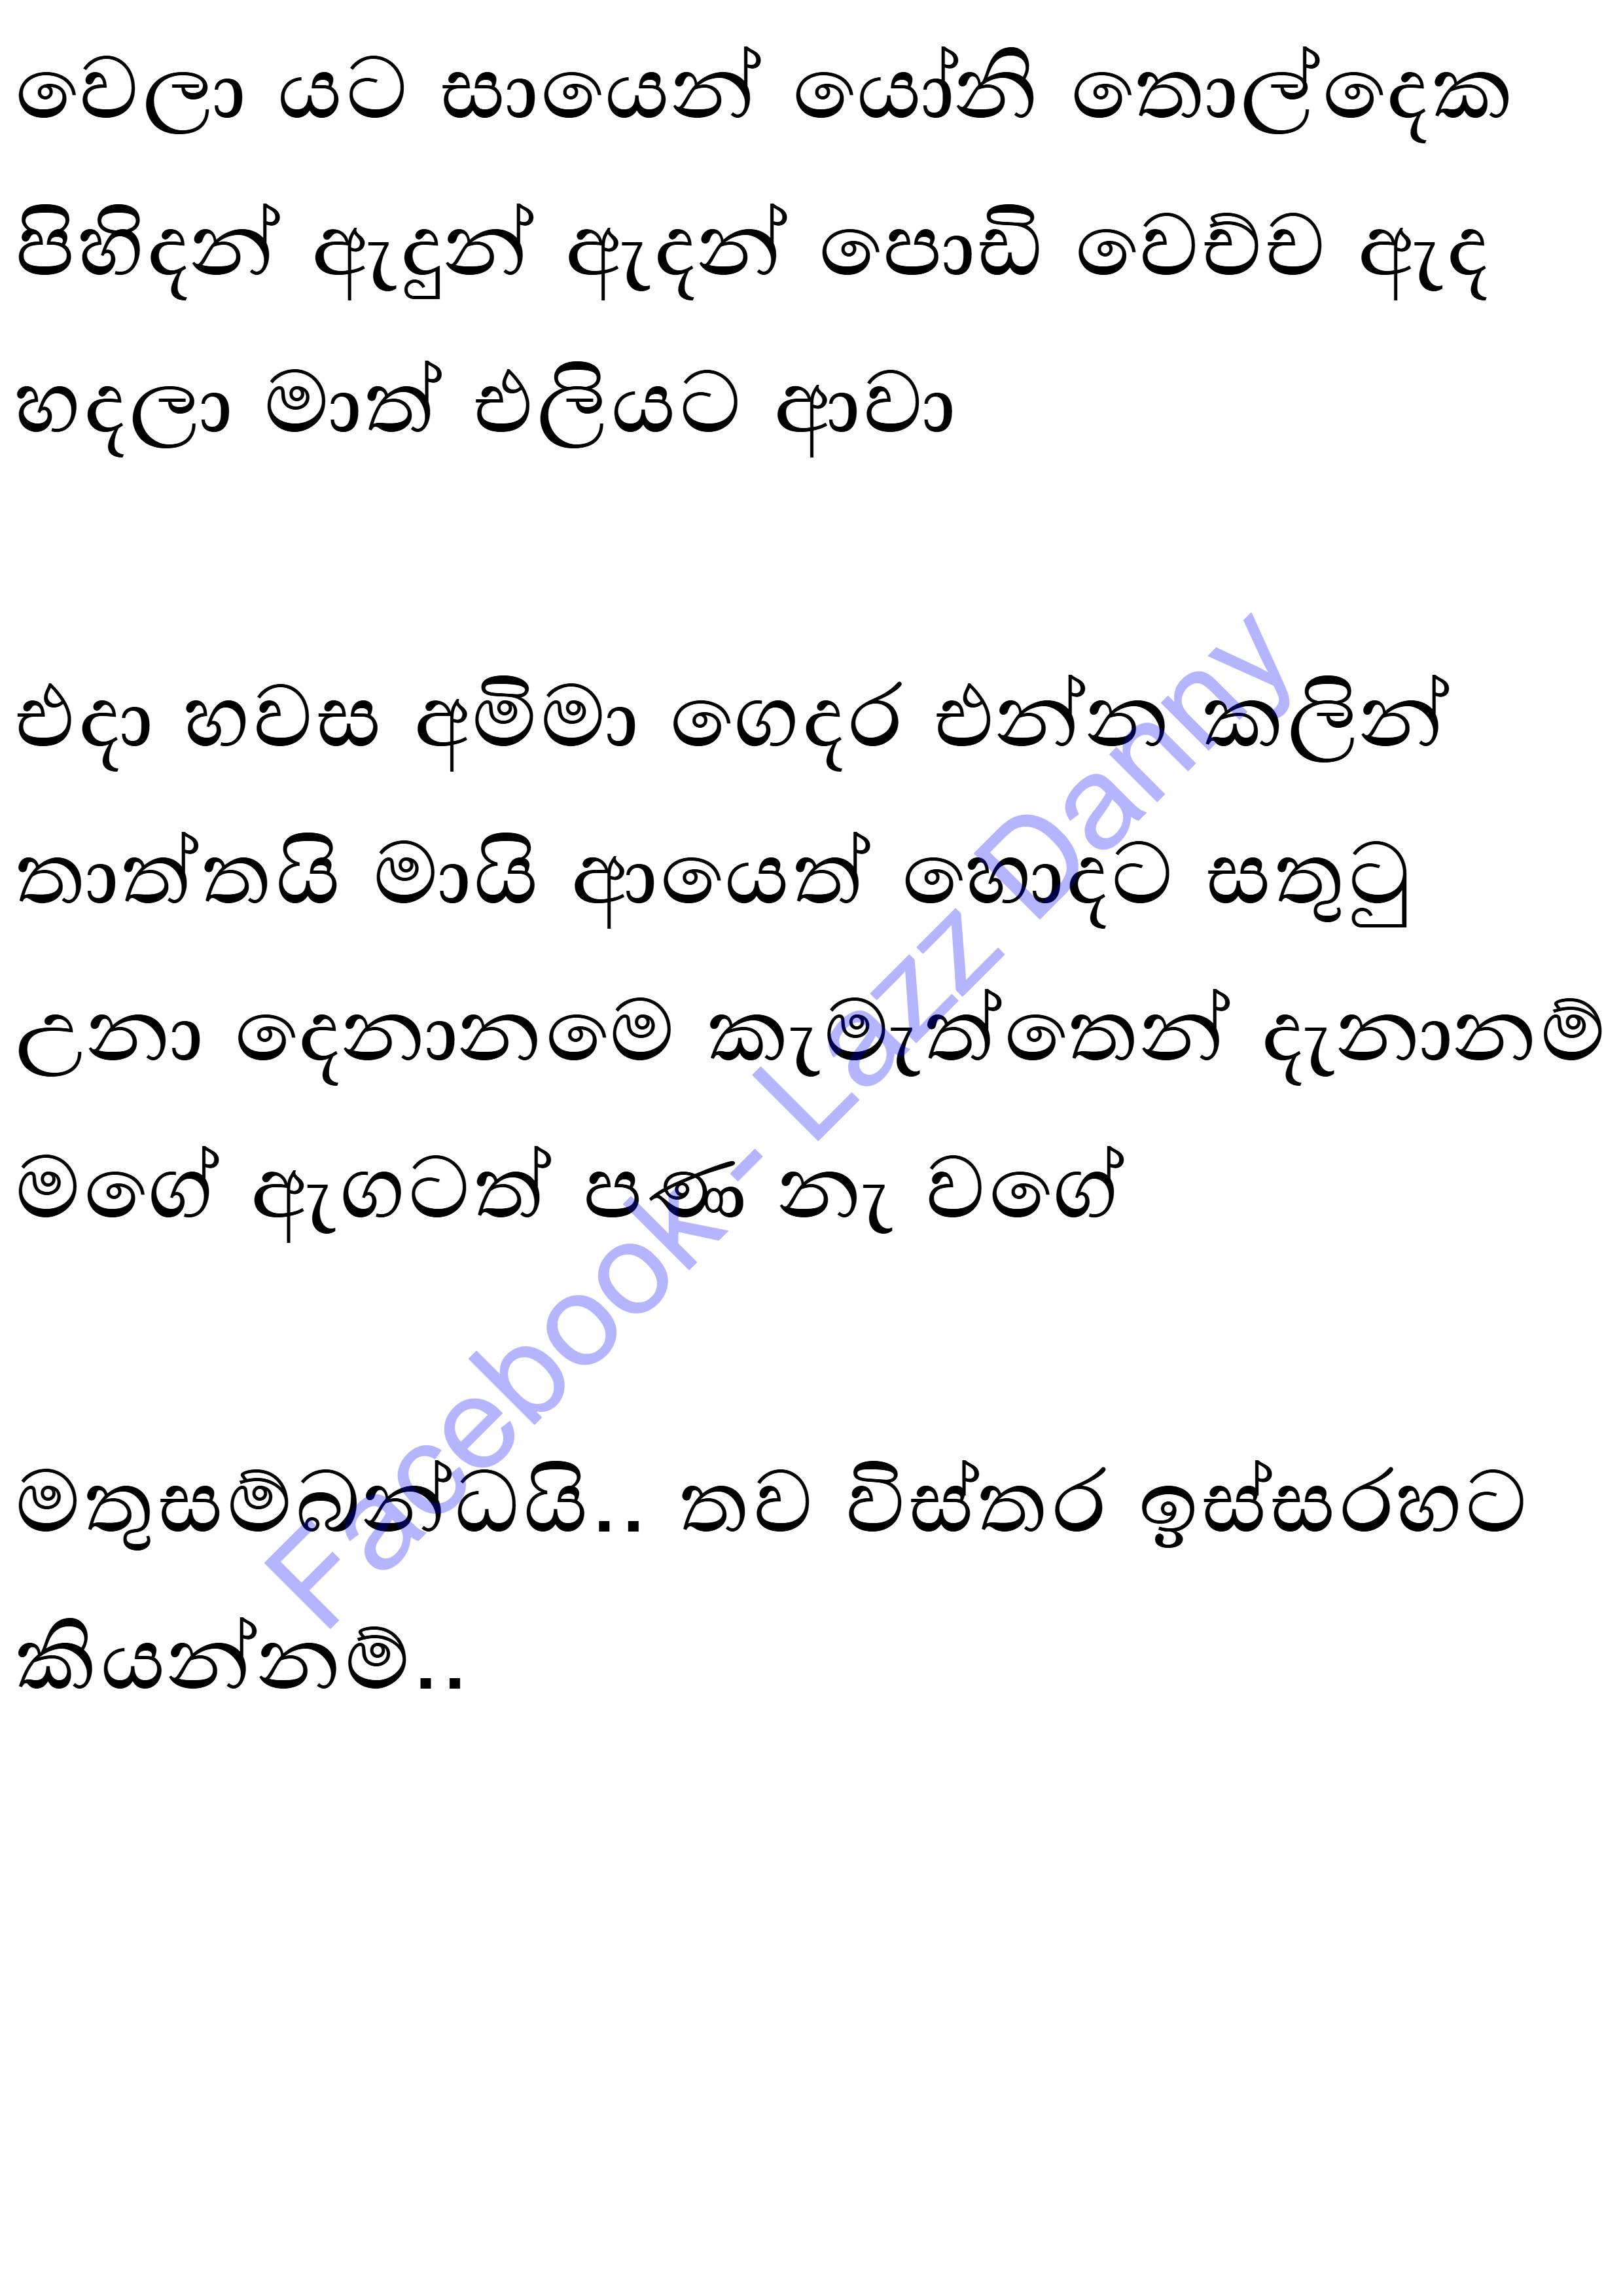 වෙලා යට සායෙන් යෝනි තොල්දෙක
පිහිදන් ඇදුන් ඇදන් පොඩි වෙච්ච ඇද
හදලා මාත් එලියට ආවා
එදා හවස අම්මා ගෙදර එන්න කලින්
තාත්තයි මායි ආයෙත් හොදට සතුටු
උනා දෙනානමෙ කැමැත්තෙන් දැනානම්
මගේ ඇගටත් පණ නැ වගේ
මතුසම්බන්ධයි.. තව විස්තර ඉස්සරහට
කියන්නම්..
Facebook- Lazz Danny